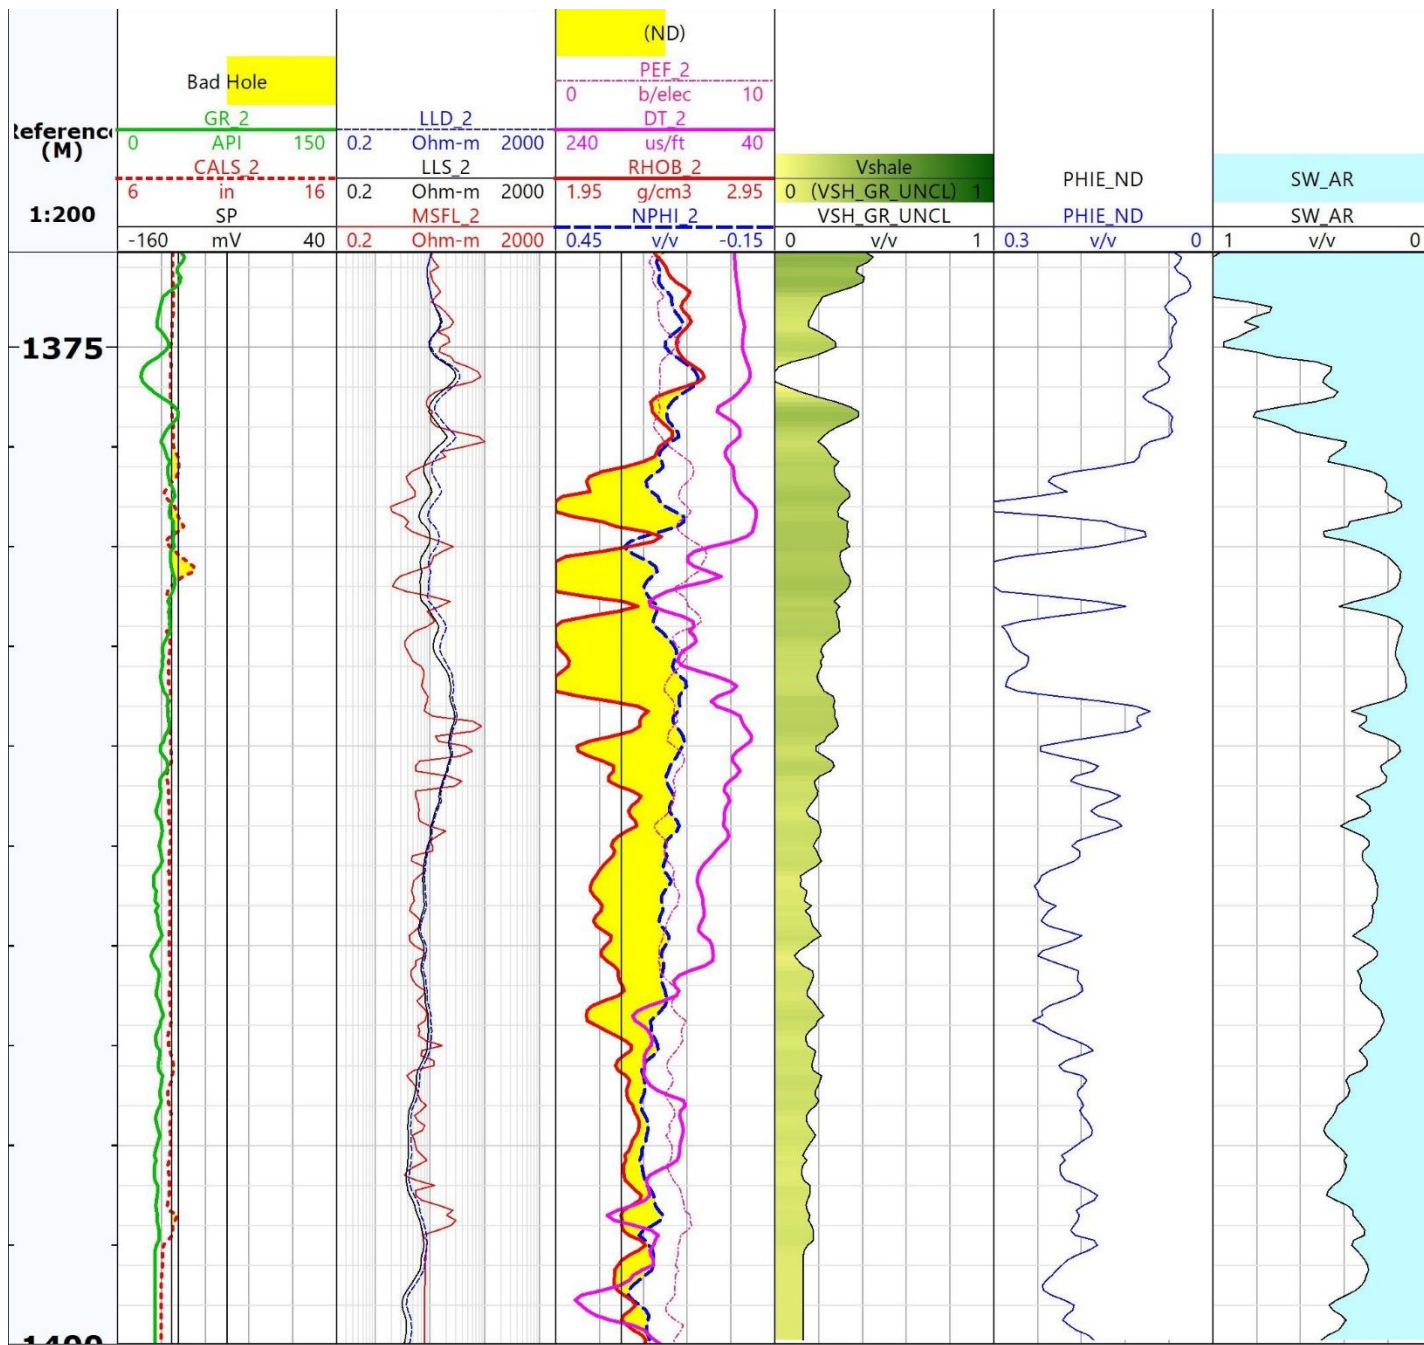 (ND)
PEF_2
0 b/elec 10
Bad Hole
GR_2
0 API 150
LLD_2
0.2 Ohm-m 2000
DT_2
240 us/ft 40
Reference
(M)
CALS_2
6 in 16
LLS_2
0.2 Ohm-m 2000
RHOB_2
1.95 g/cm3 2.95
Vshale
0 (VSH_GR_UNCL) 1
PHIE_ND
SW_AR
1:200
SP
-160 mV 40
MSFL_2
0.2 Ohm-m 2000
NPHI_2
0.45 v/v -0.15
VSH_GR_UNCL
0 v/v 1
PHIE_ND
0.3 v/v 0
SW_AR
1 v/v 0
1375
1400